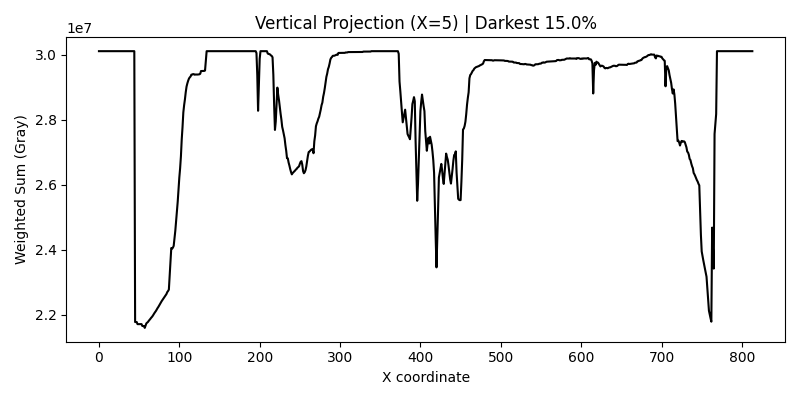 Vertical Projection (X=5) | Darkest 15.0%
1e7
3.0
2.8
2.6
2.4
2.2
Weighted Sum (Gray)
0 100 200 300 400 500 600 700 800
X coordinate